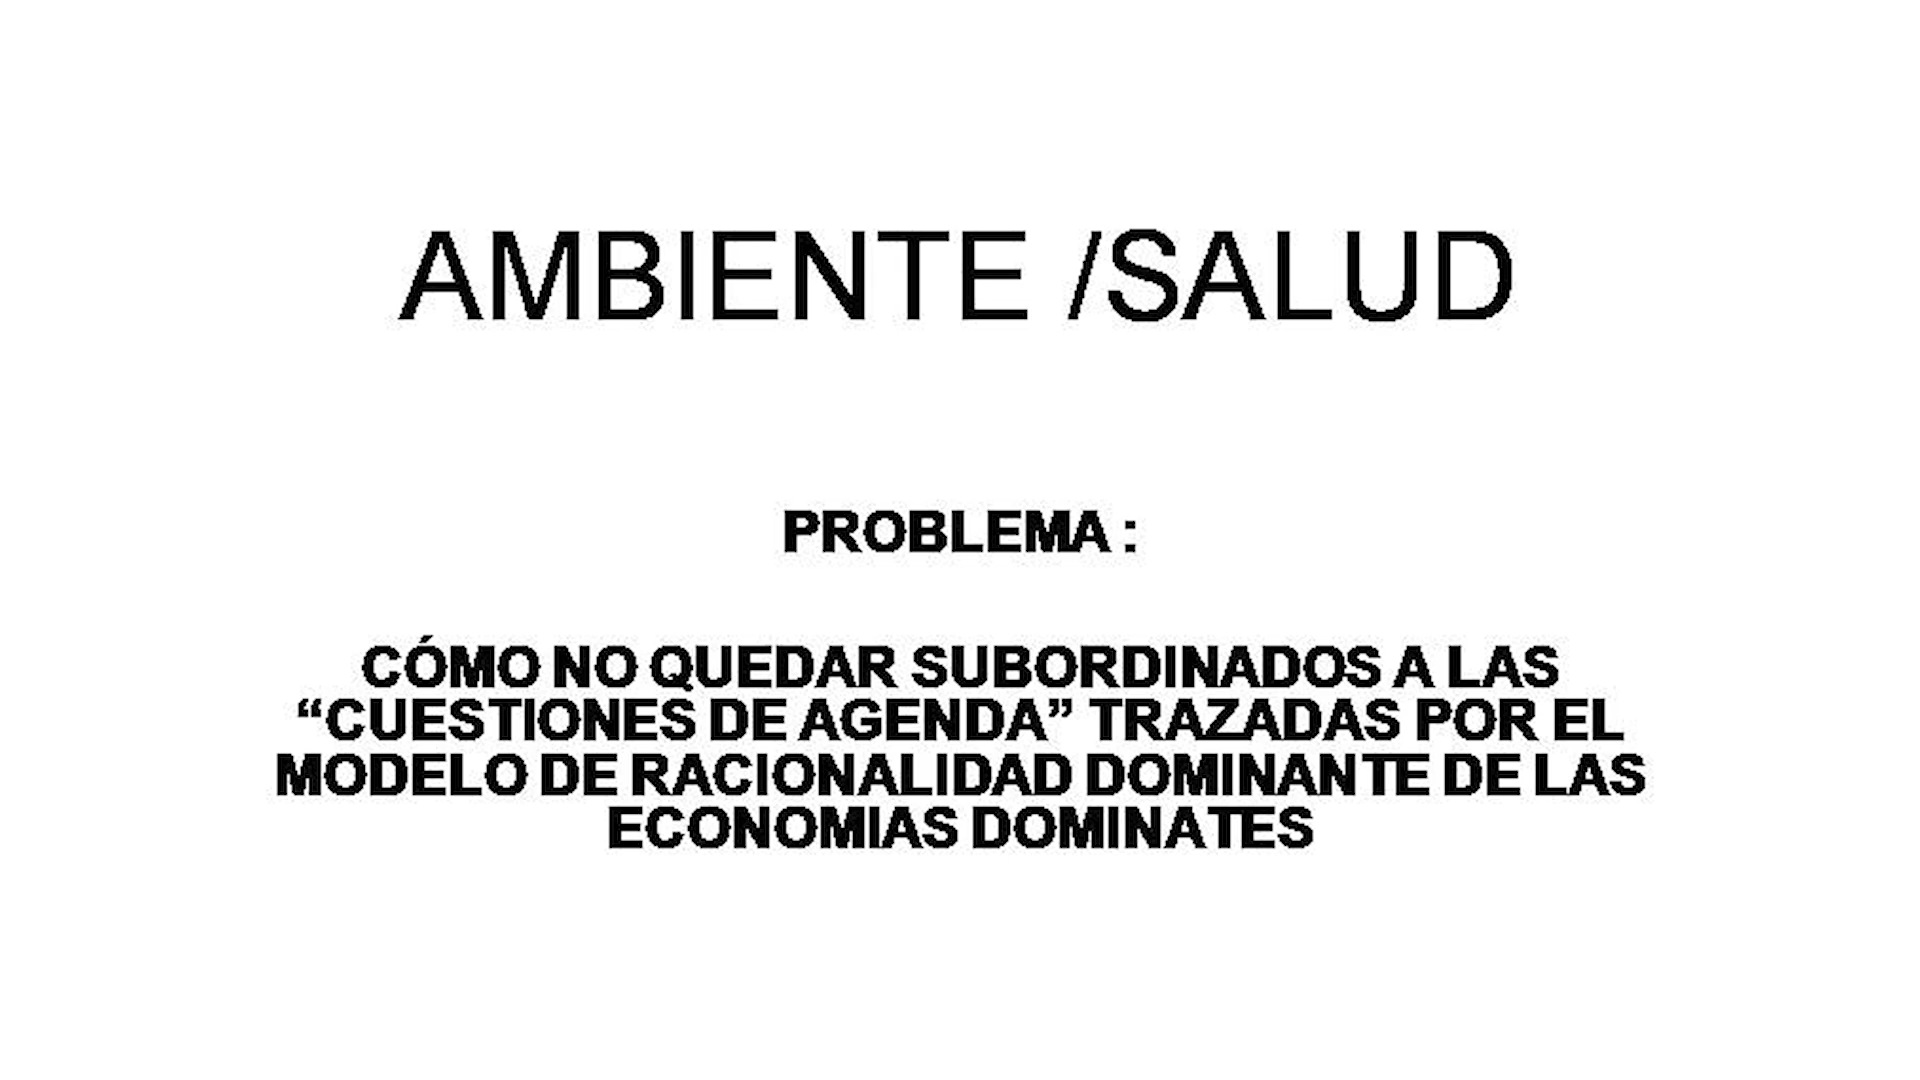 AMBIENTE /SALUD
PROBLEMA :
CÓMO NO QUEDAR SUBORDINADOS A LAS
“CUESTIONES DE AGENDA” TRAZADAS POR EL
MODELO DE RACIONALIDAD DOMINANTE DE LAS
ECONOMIAS DOMINATES